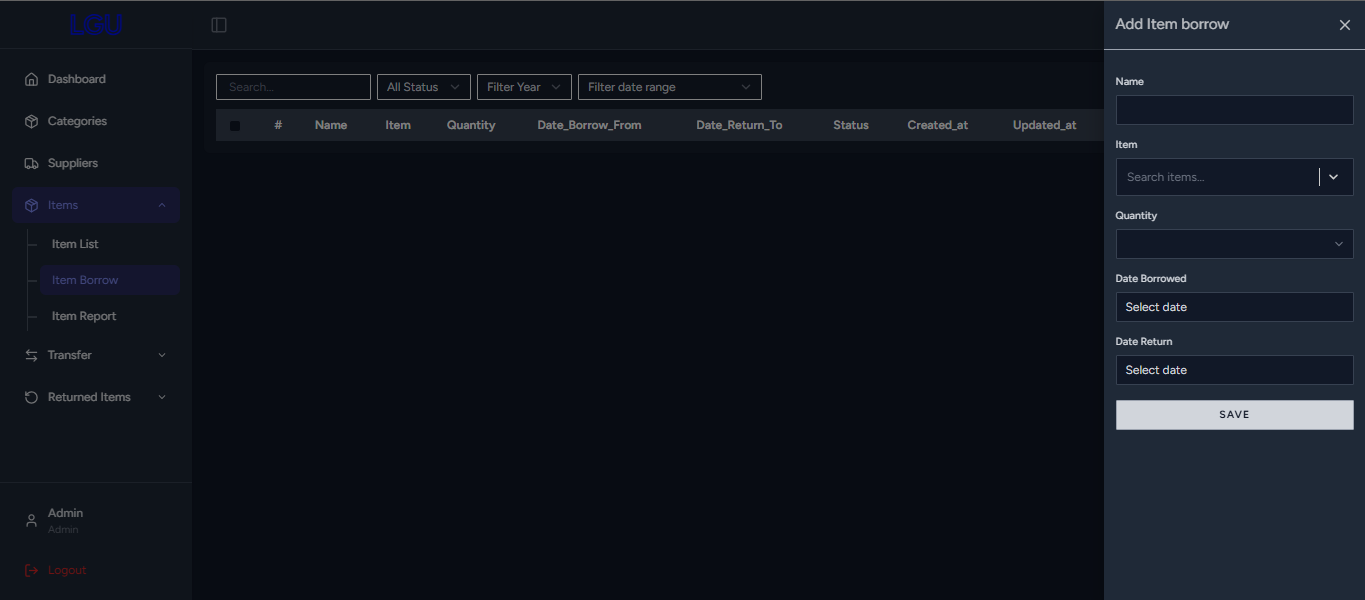 LGU
Dashboard
Categories
Suppliers
Items
Item List
Item Borrow
Item Report
Transfer
Returned Items
Admin
Admin
Logout
Search... All Status Filter Year Filter date range
# Name Item Quantity Date_Borrow_From Date_Return_To Status Created_at Updated_at
Add Item borrow
Name
Item
Search items...
Quantity
Date Borrowed
Select date
Date Return
Select date
SAVE